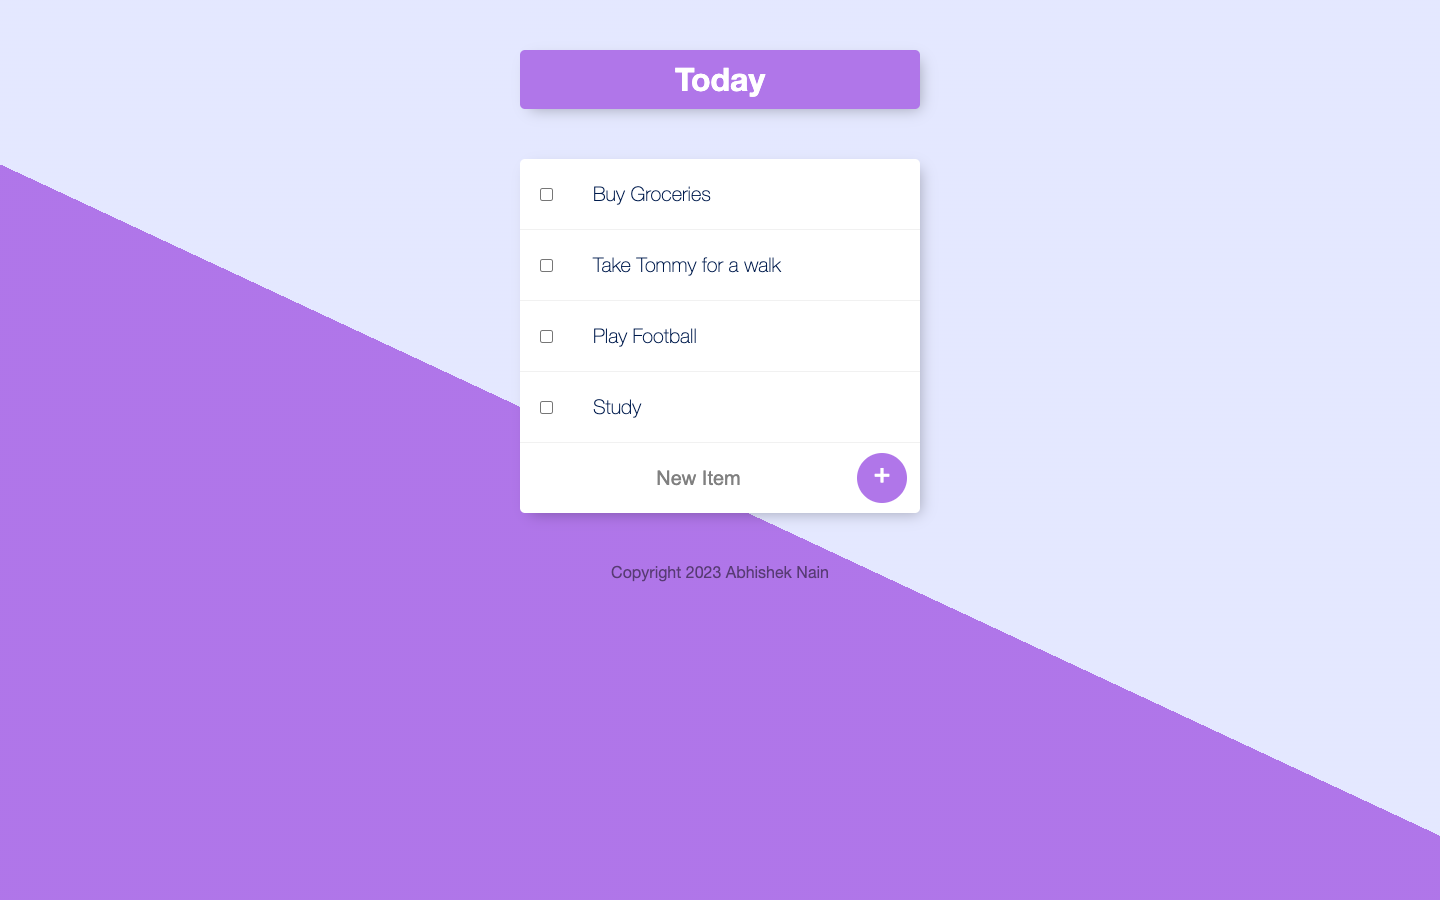 Today
Buy Groceries
Take Tommy for a walk
Play Football
Study
New Item +
Copyright 2023 Abhishek Nain